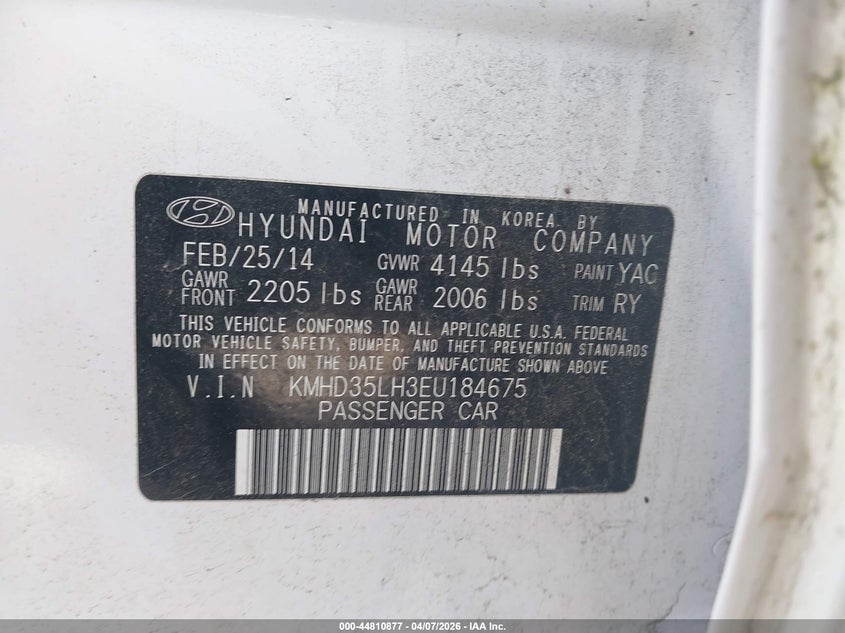 MANUFACTURED IN KOREA BY
HYUNDAI MOTOR COMPANY
FEB/25/14 GVWR 4145 lbs PAINT YAC
GAWR FRONT 2205 lbs GAWR REAR 2006 lbs TRIM RY
THIS VEHICLE CONFORMS TO ALL APPLICABLE U.S.A. FEDERAL
MOTOR VEHICLE SAFETY, BUMPER, AND THEFT PREVENTION STANDARDS
IN EFFECT ON THE DATE OF MANUFACTURE SHOWN ABOVE
V.I.N KMHD35LH3EU184675
PASSENGER CAR
000-44810877 - 04/07/2026 - IAA Inc.